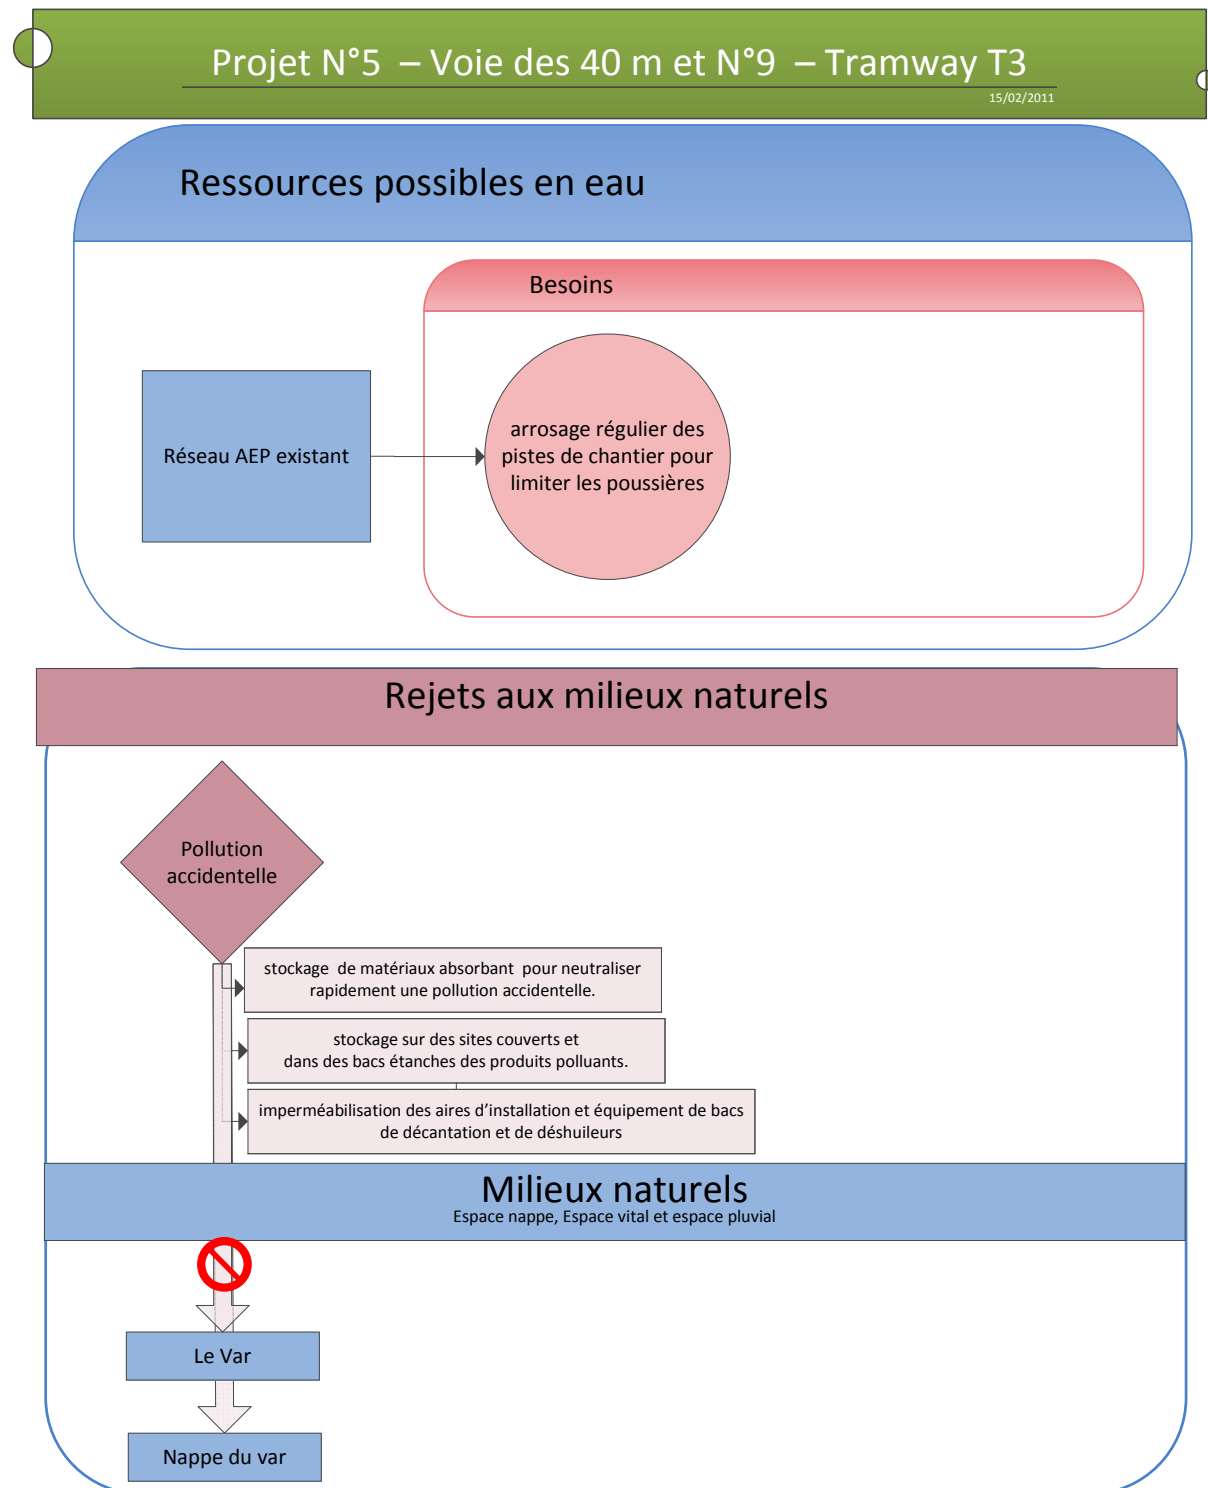 Projet N°5 – Voie des 40 m et N°9 – Tramway T3
15/02/2011
Ressources possibles en eau
Besoins
Réseau AEP existant
arrosage régulier des
pistes de chantier pour
limiter les poussières
Rejets aux milieux naturels
Pollution
accidentelle
stockage de matériaux absorbant pour neutraliser
rapidement une pollution accidentelle.
stockage sur des sites couverts et
dans des bacs étanches des produits polluants.
imperméabilisation des aires d’installation et équipement de bacs
de décantation et de déshuileurs
Milieux naturels
Espace nappe, Espace vital et espace pluvial
Le Var
Nappe du var